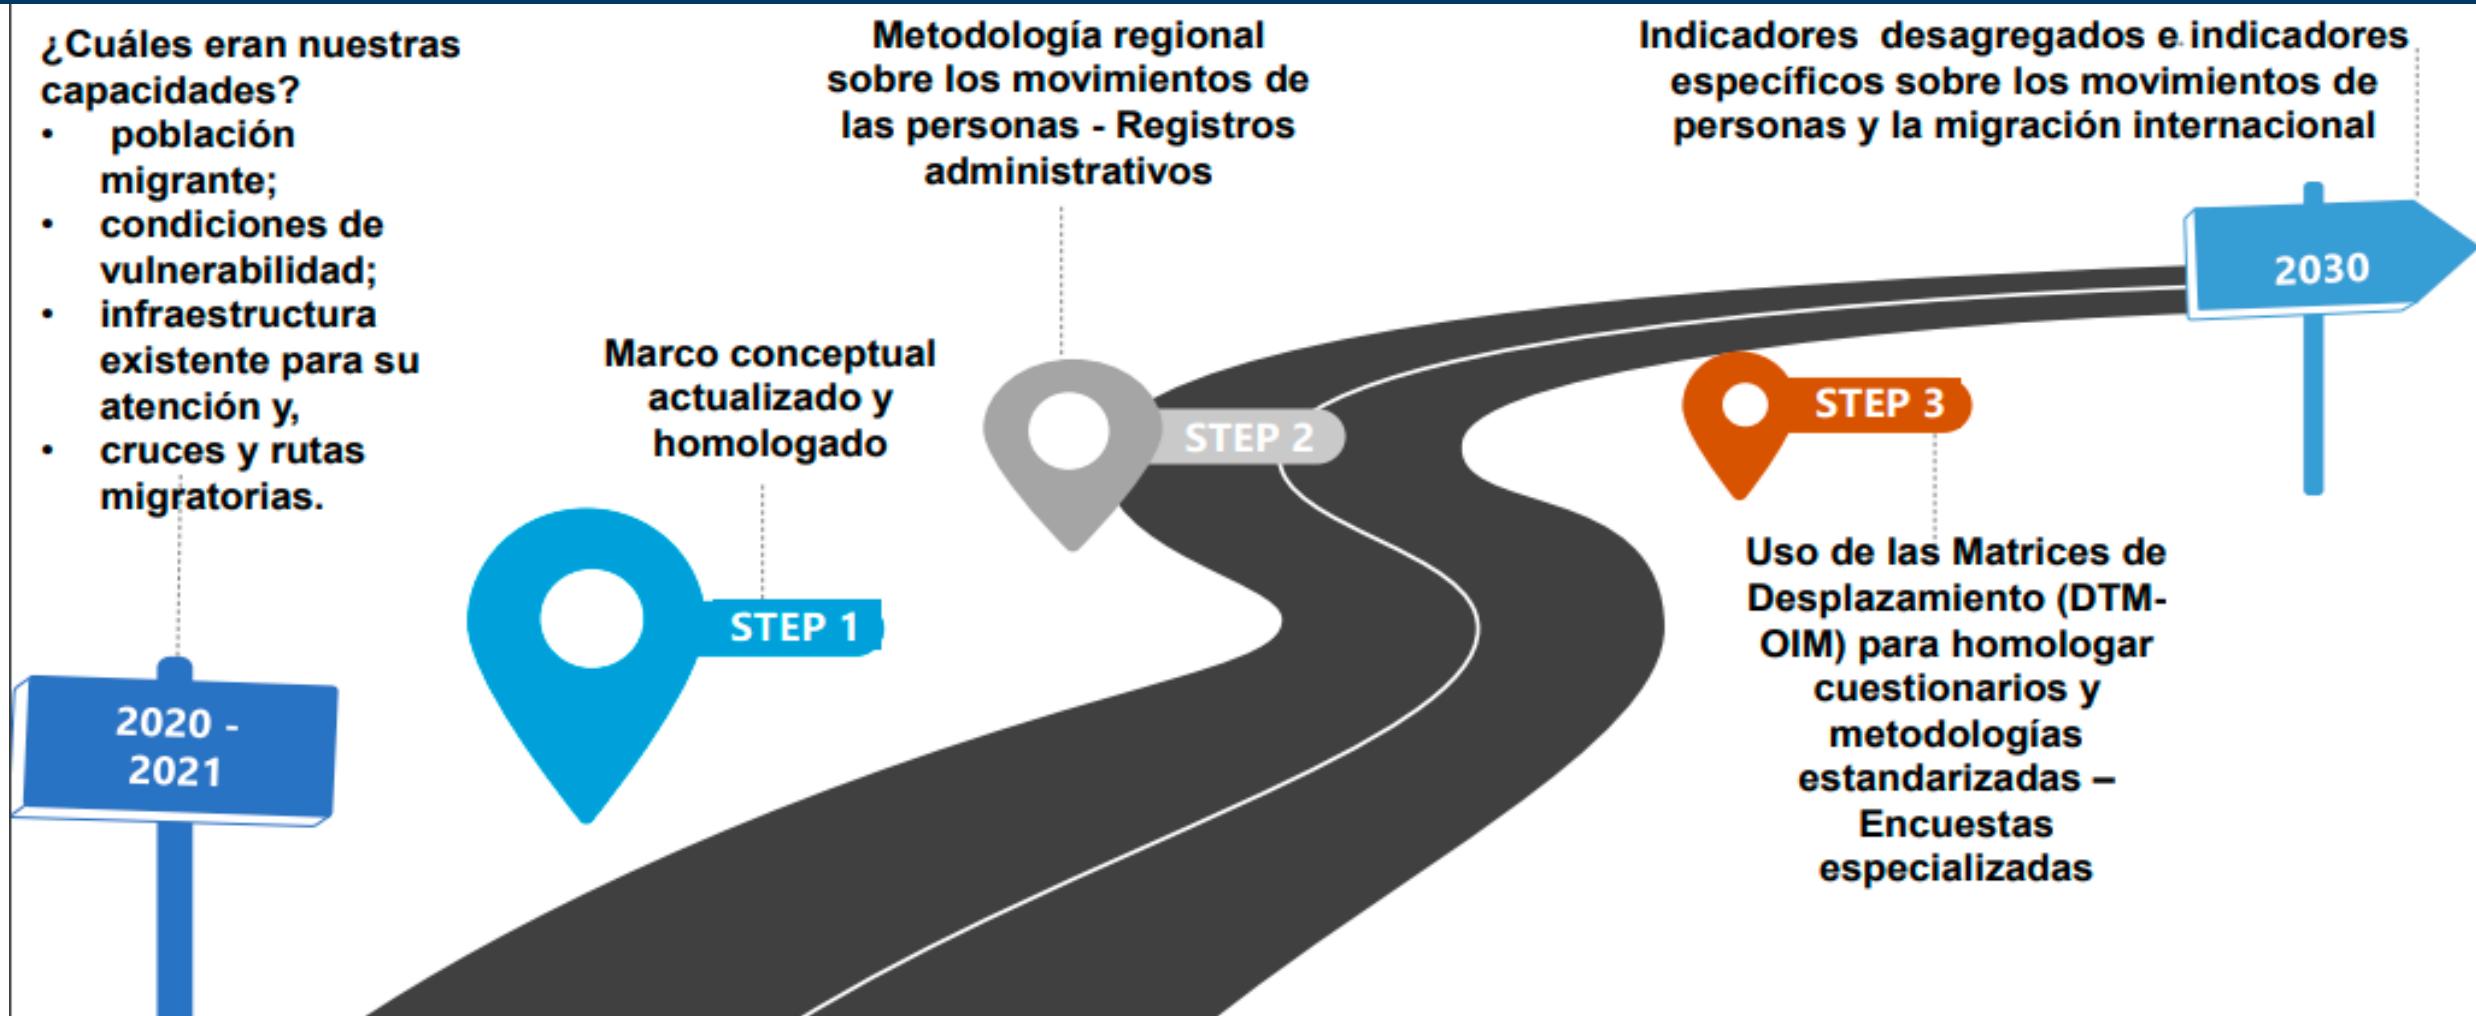 ¿Cuáles eran nuestras
capacidades?
• población
migrante;
• condiciones de
vulnerabilidad;
• infraestructura
existente para su
atención y,
• cruces y rutas
migratorias.
2020 -
2021
Marco conceptual
actualizado y
homologado
STEP 1
Metodología regional
sobre los movimientos de
las personas - Registros
administrativos
STEP 2
STEP 3
Uso de las Matrices de
Desplazamiento (DTM-
OIM) para homologar
cuestionarios y
metodologías
estandarizadas –
Encuestas
especializadas
Indicadores desagregados e indicadores
específicos sobre los movimientos de
personas y la migración internacional
2030